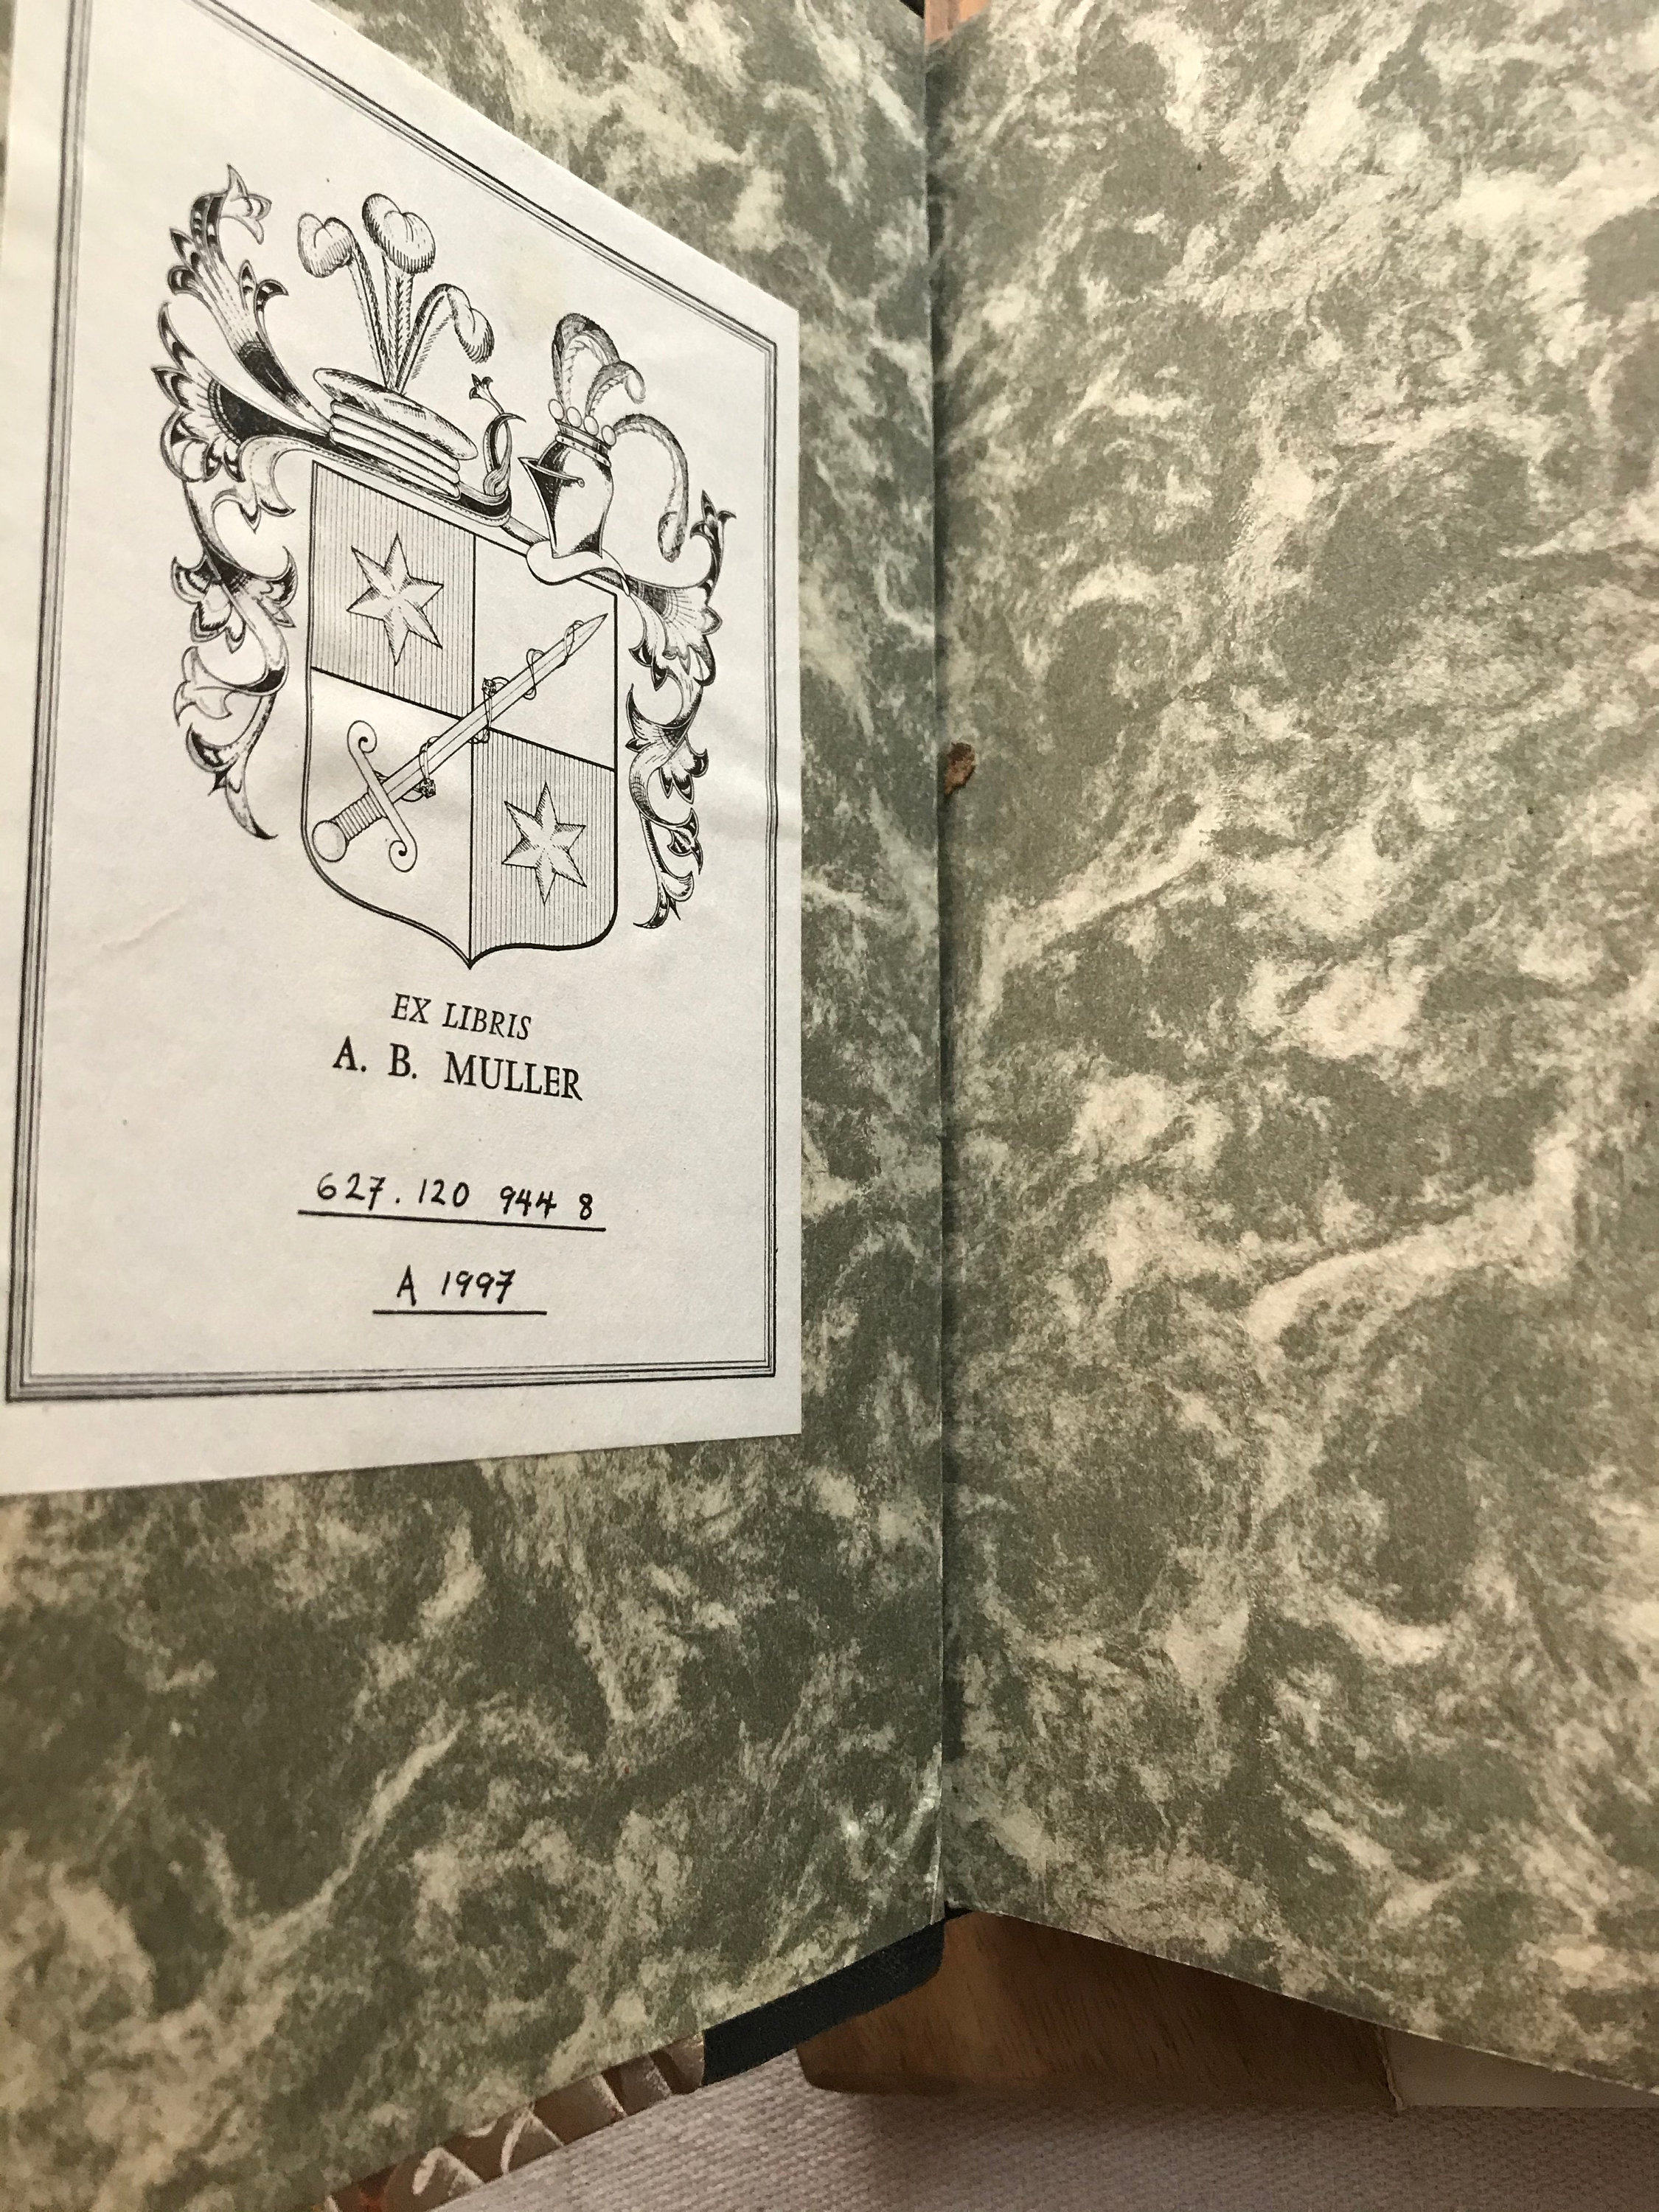 EX LIBRIS
A. B. MULLER
627.120 944 8
A 1997